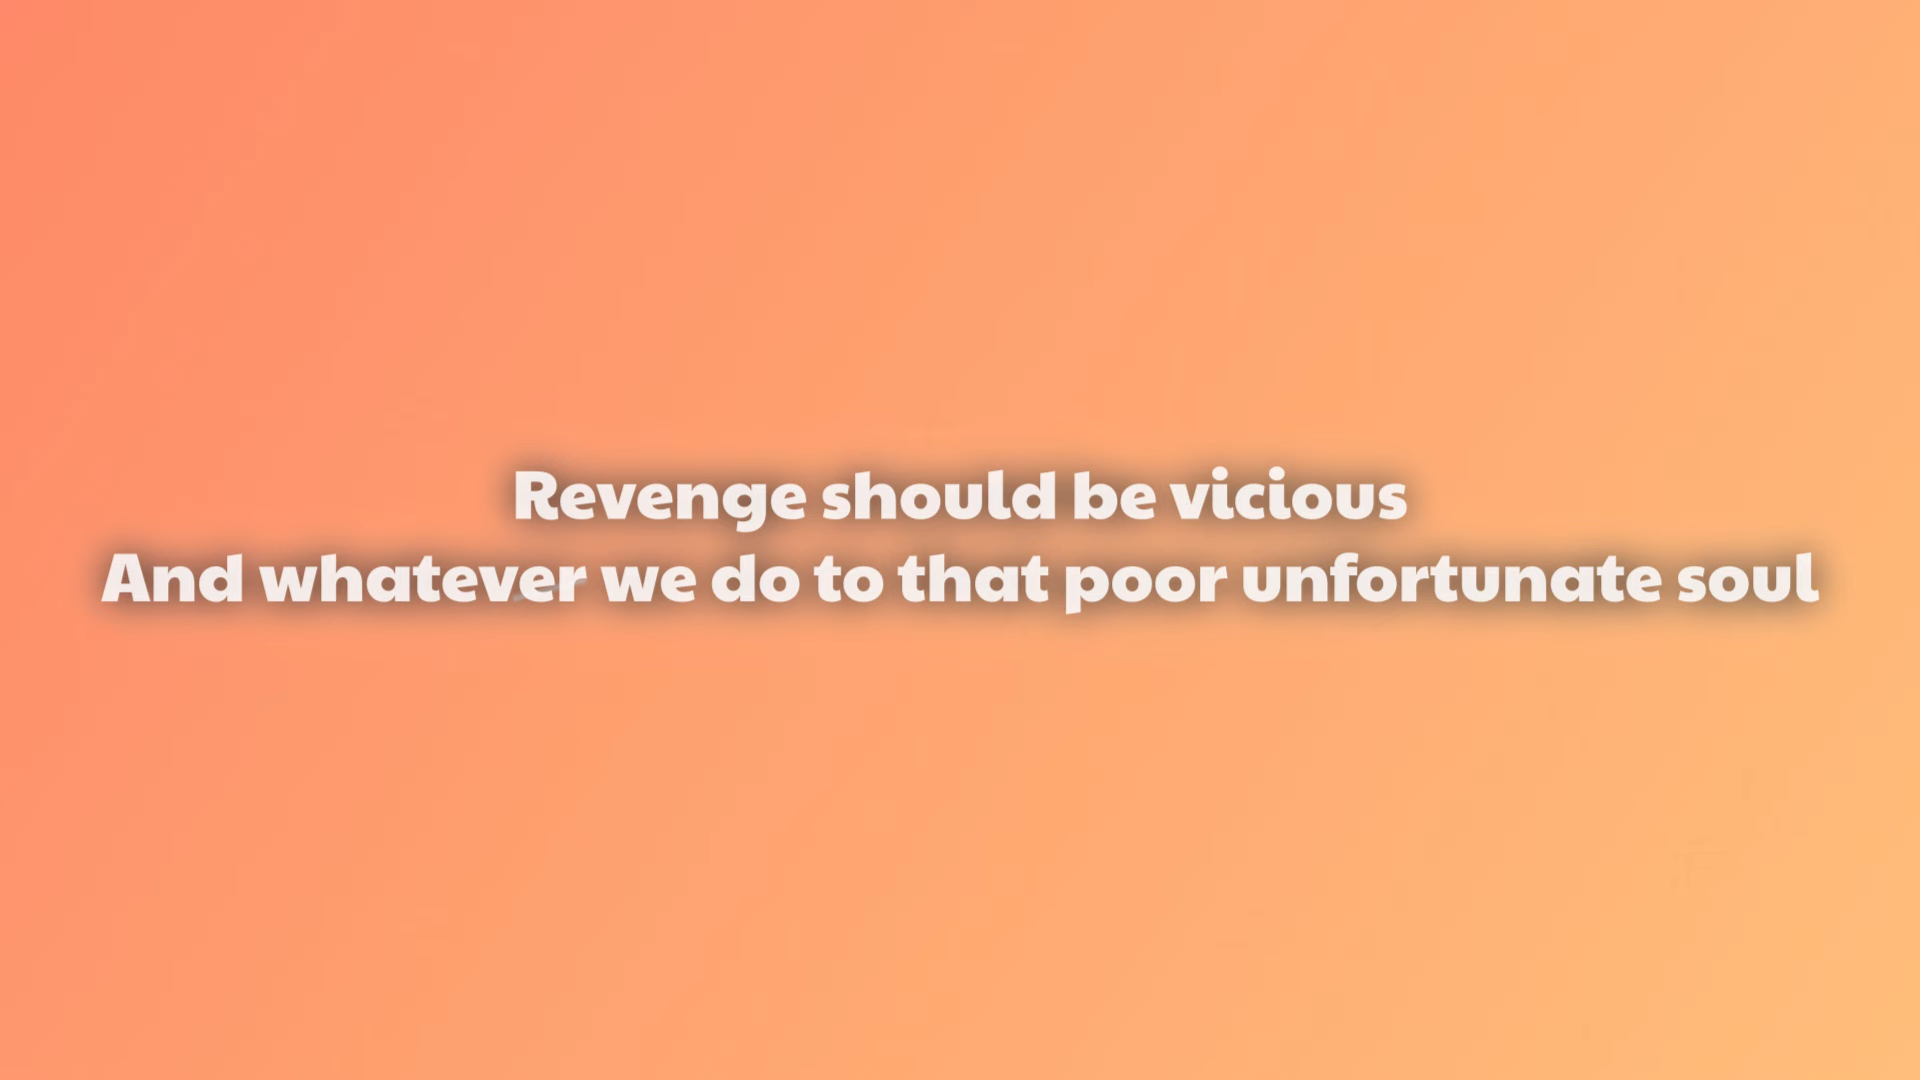 Revenge should be vicious
And whatever we do to that poor unfortunate soul